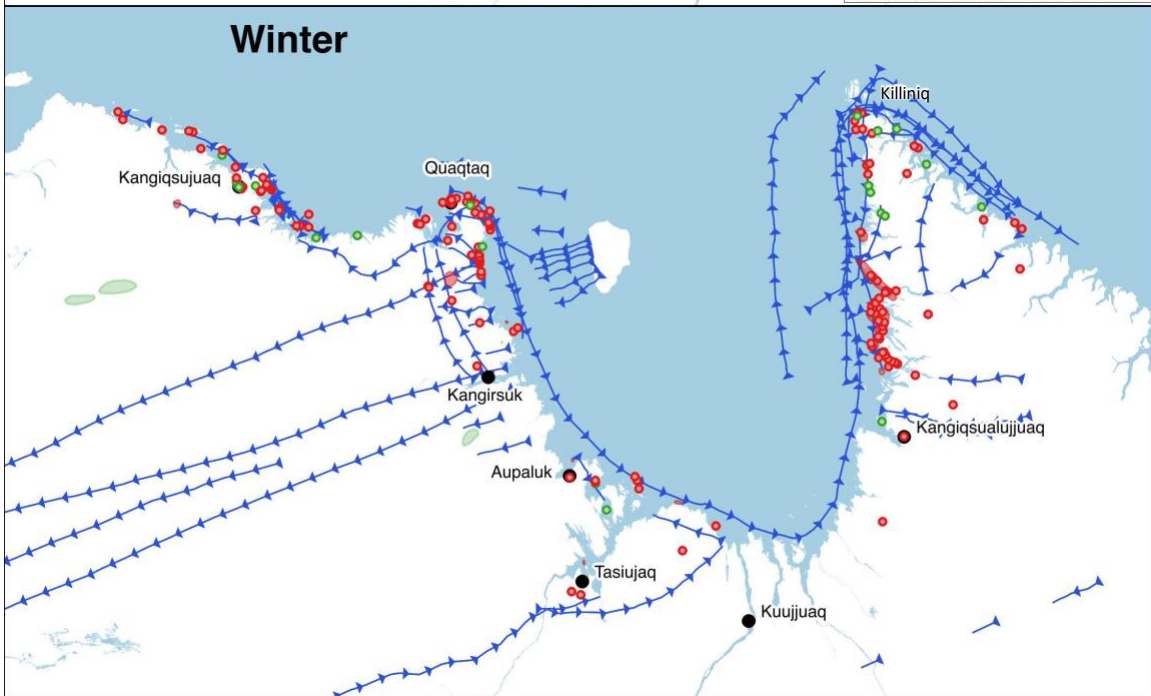 Winter
Killiniq
Quaqtaq
Kangiqsujuaq
Kangirsuk
Kangiqsualujjuaq
Aupaluk
Tasiujaq
Kuujjuaq